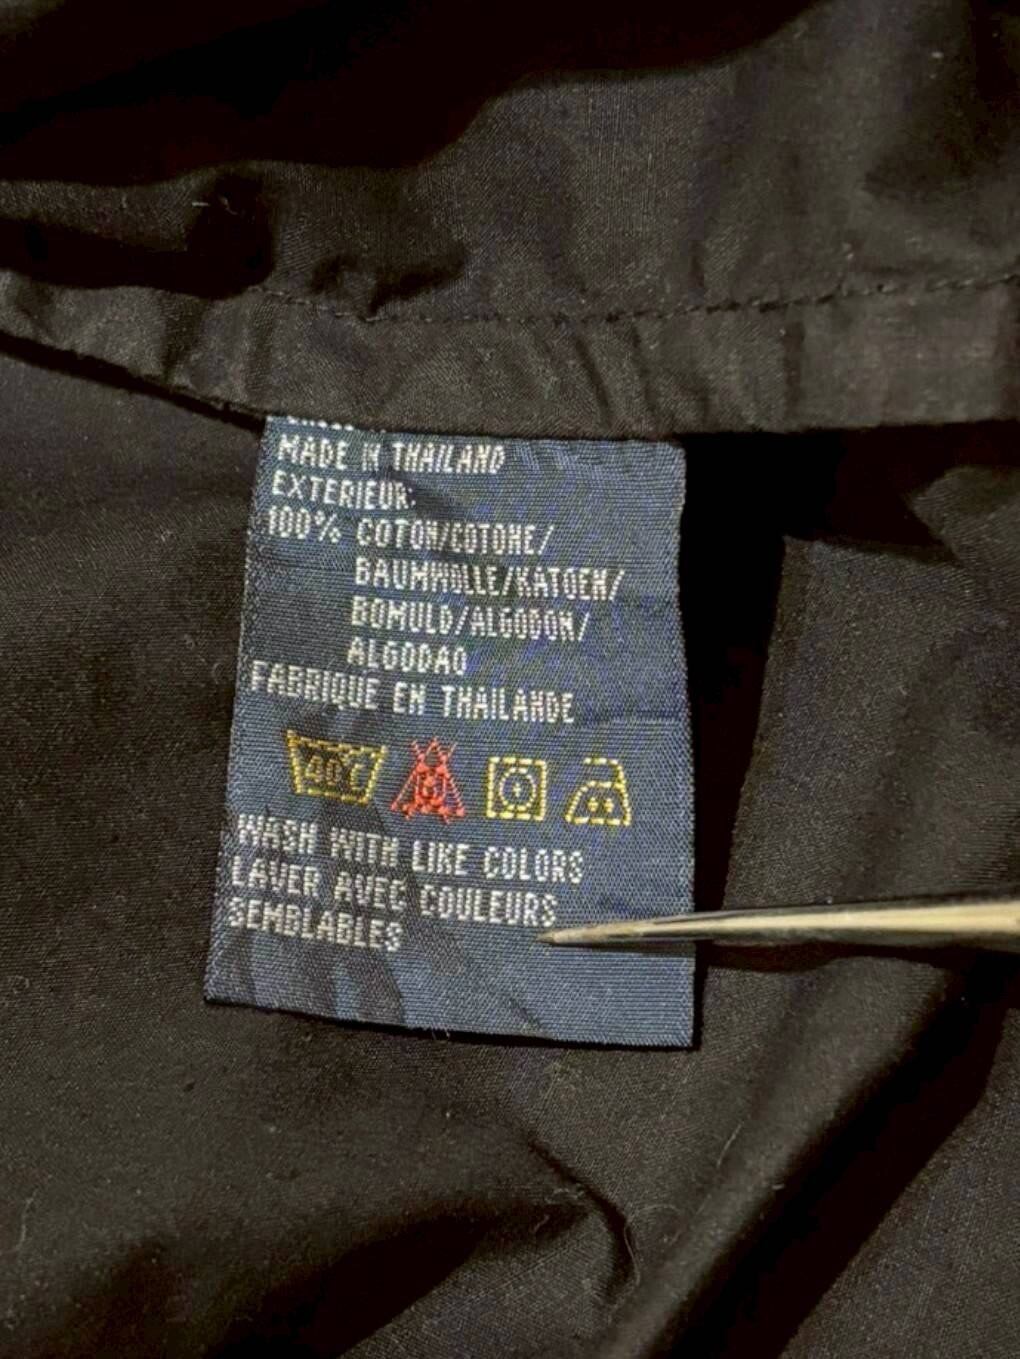 MADE IN THAILAND
EXTERIEUR:
100% COTON/COTONE/
BAUMWOLLE/KATOEN/
BOMULD/ALGODON/
ALGODAO
FABRIQUE EN THAILANDE
40°C
WASH WITH LIKE COLORS
LAVER AVEC COULEURS
SEMBLABLES